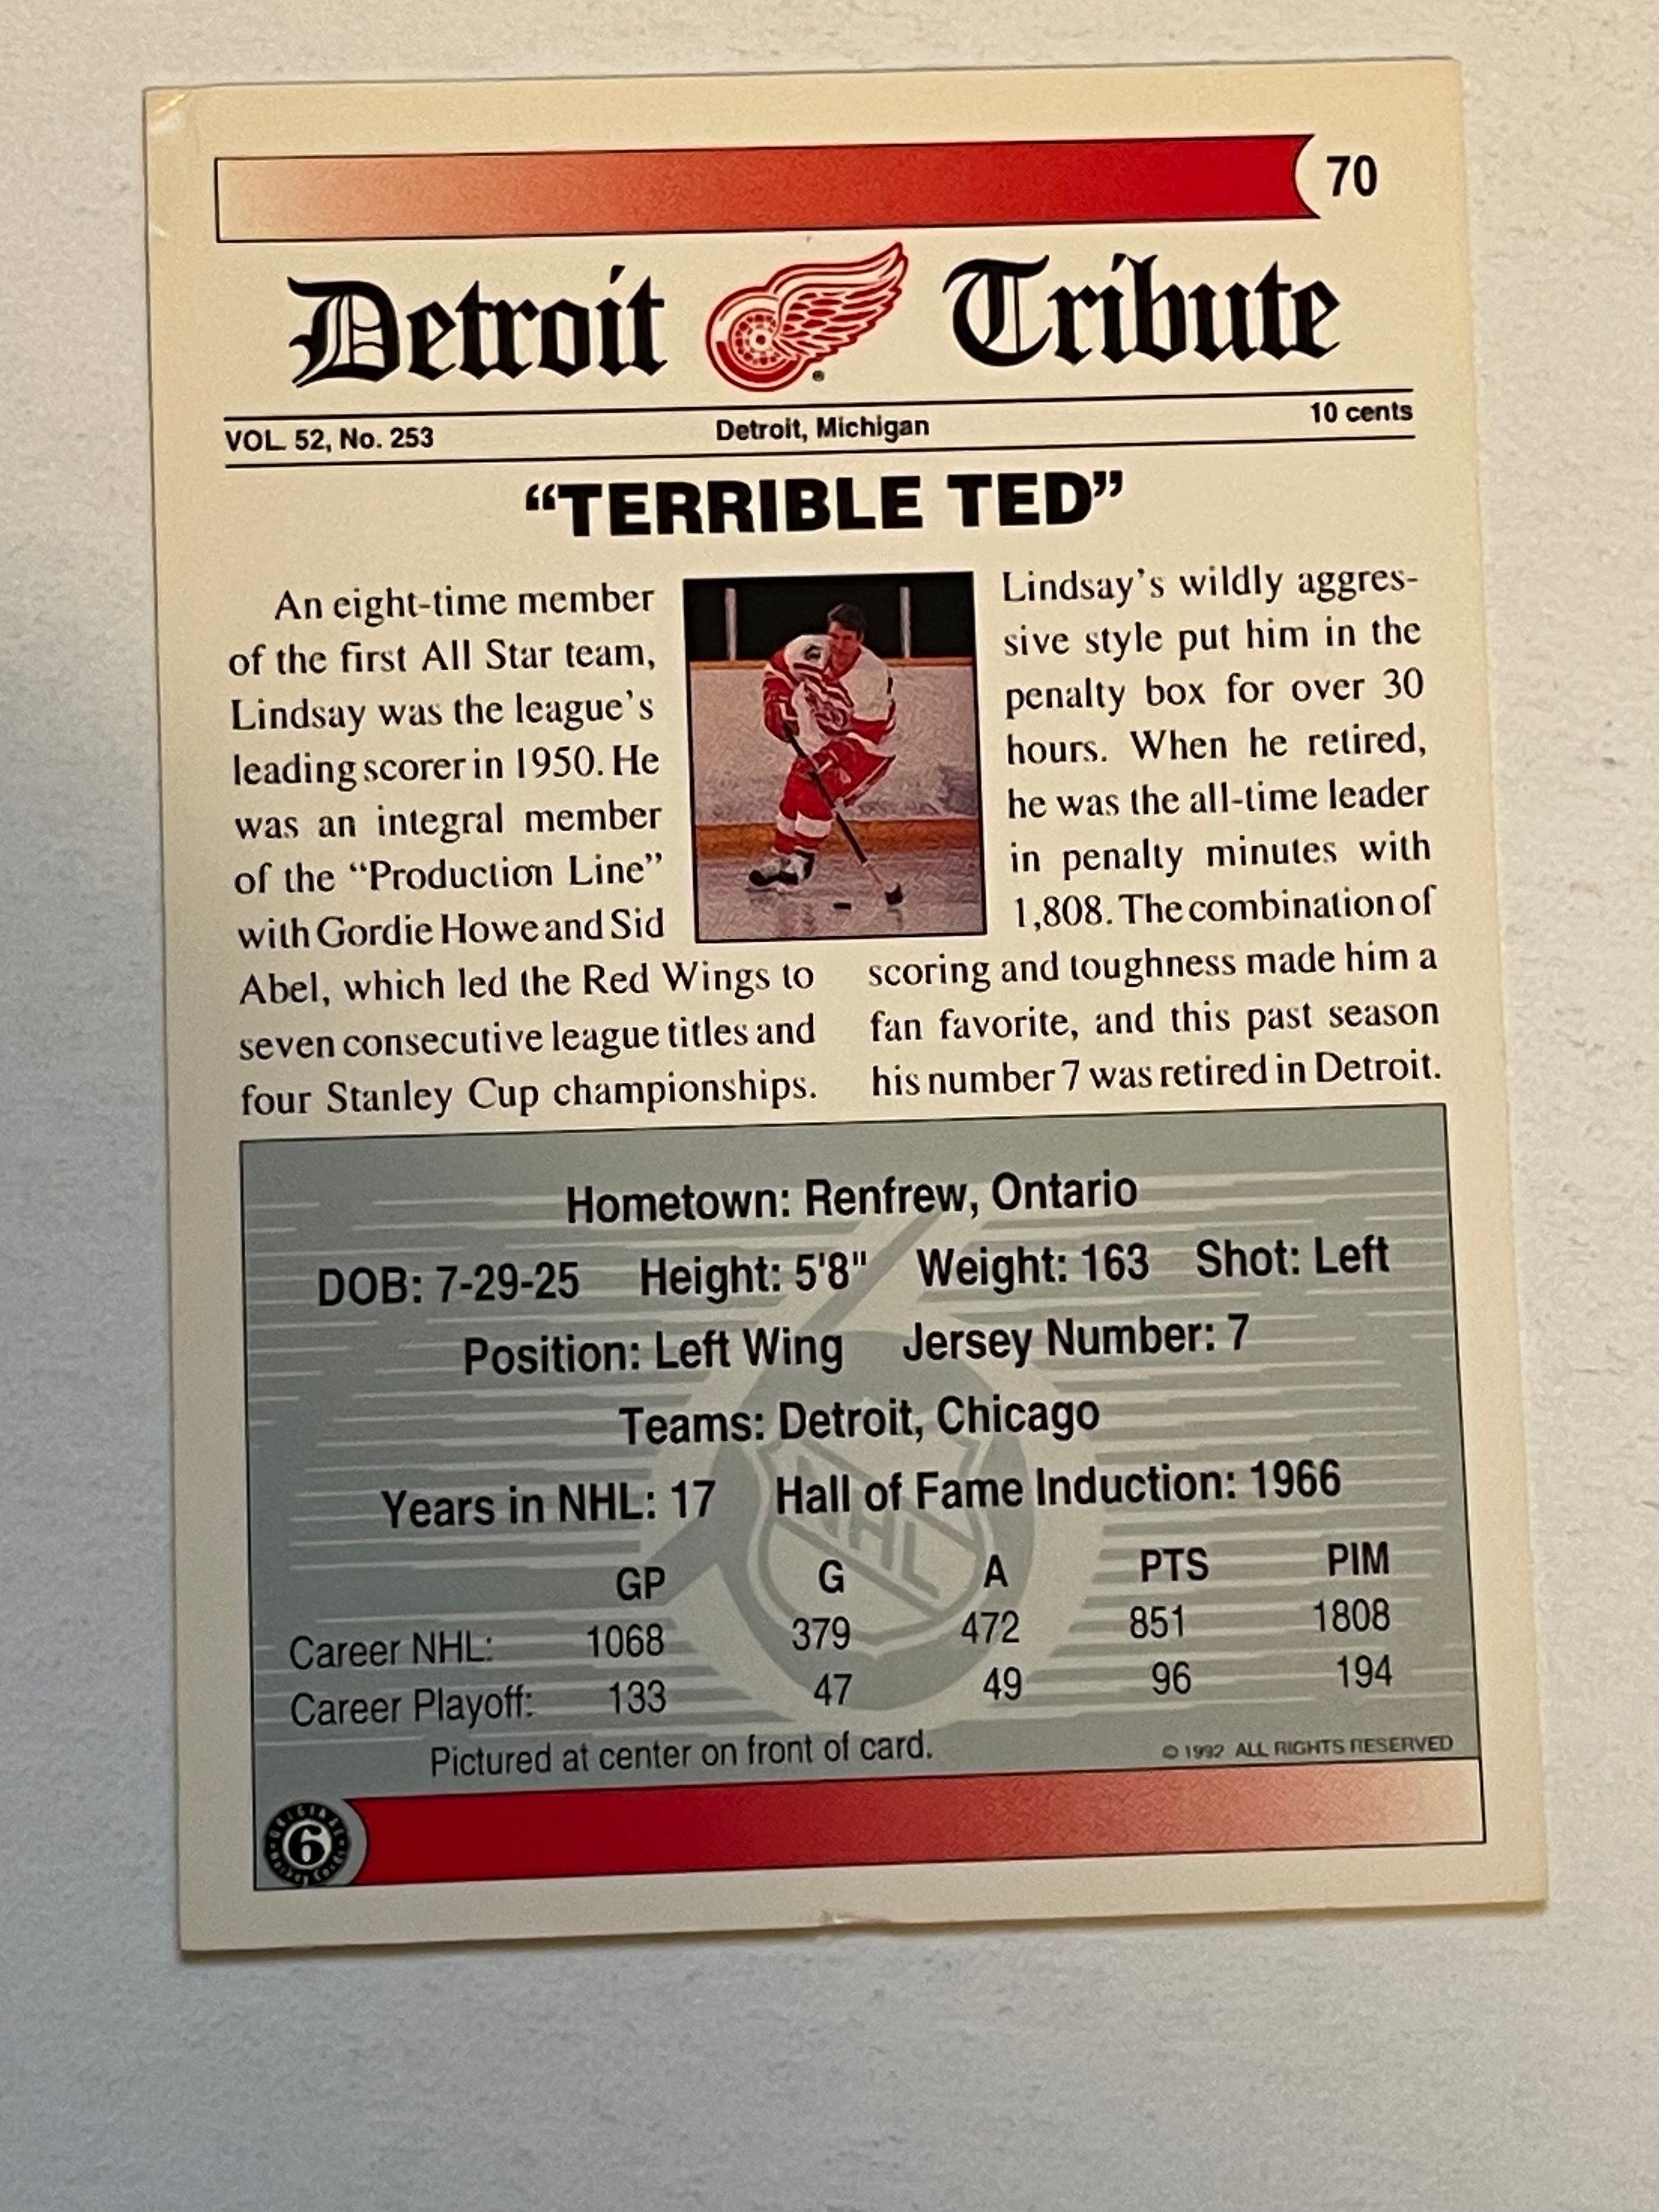 70
Detroit Tribute
VOL. 52, No. 253 Detroit, Michigan 10 cents
“TERRIBLE TED”
An eight-time member
of the first All Star team,
Lindsay was the league’s
leading scorer in 1950. He
was an integral member
of the “Production Line”
with Gordie Howe and Sid
Abel, which led the Red Wings to
seven consecutive league titles and
four Stanley Cup championships.
Lindsay’s wildly aggres-
sive style put him in the
penalty box for over 30
hours. When he retired,
he was the all-time leader
in penalty minutes with
1,808. The combination of
scoring and toughness made him a
fan favorite, and this past season
his number 7 was retired in Detroit.
Hometown: Renfrew, Ontario
DOB: 7-29-25 Height: 5'8" Weight: 163 Shot: Left
Position: Left Wing Jersey Number: 7
Teams: Detroit, Chicago
Years in NHL: 17 Hall of Fame Induction: 1966
GP G A PTS PIM
Career NHL: 1068 379 472 851 1808
Career Playoff: 133 47 49 96 194
Pictured at center on front of card.
© 1992 ALL RIGHTS RESERVED
NHL
ORIGINAL
6
Hockey Cards